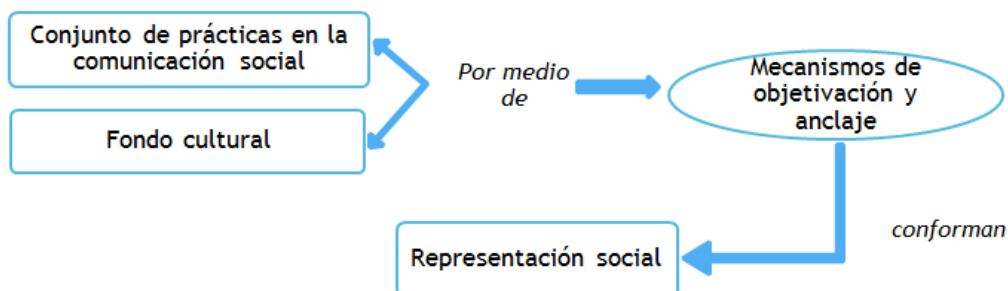 Conjunto de prácticas en la
comunicación social
Fondo cultural
Por medio
de
Mecanismos de
objetivación y
anclaje
conforman
Representación social